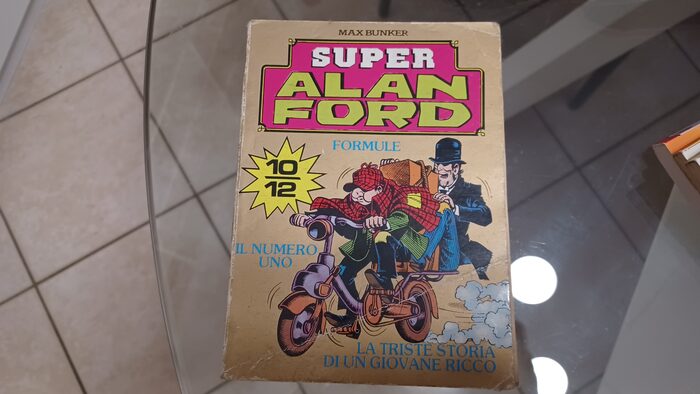 MAX BUNKER
SUPER
ALAN
FORD
FORMULE
10
12
IL NUMERO
UNO
LA TRISTE STORIA
DI UN GIOVANE RICCO